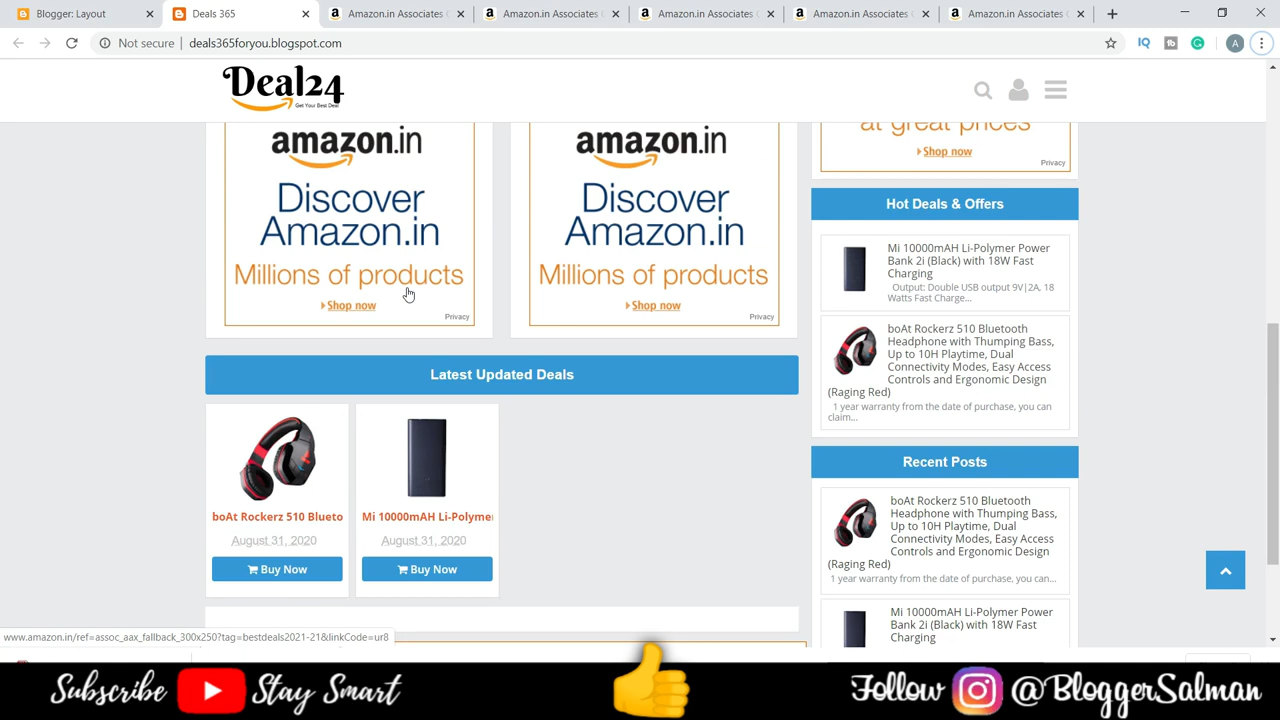 Blogger: Layout
Deals 365
Amazon.in Associates C
Amazon.in Associates C
Amazon.in Associates C
Amazon.in Associates C
Amazon.in Associates C
Not secure
deals365foryou.blogspot.com
Deal24
Get Your Best Deal
amazon.in
Discover
Amazon.in
Millions of products
Shop now
Privacy
amazon.in
Discover
Amazon.in
Millions of products
Shop now
Privacy
at great prices
Shop now
Privacy
Hot Deals & Offers
Mi 10000mAH Li-Polymer Power
Bank 2i (Black) with 18W Fast
Charging
Output: Double USB output 9V|2A, 18
Watts Fast Charge...
boAt Rockerz 510 Bluetooth
Headphone with Thumping Bass,
Up to 10H Playtime, Dual
Connectivity Modes, Easy Access
Controls and Ergonomic Design
(Raging Red)
1 year warranty from the date of purchase, you can
claim...
Latest Updated Deals
boAt Rockerz 510 Blueto
August 31, 2020
Buy Now
Mi 10000mAH Li-Polyme
August 31, 2020
Buy Now
Recent Posts
boAt Rockerz 510 Bluetooth
Headphone with Thumping Bass,
Up to 10H Playtime, Dual
Connectivity Modes, Easy Access
Controls and Ergonomic Design
(Raging Red)
1 year warranty from the date of purchase, you can...
Mi 10000mAH Li-Polymer Power
Bank 2i (Black) with 18W Fast
Charging
www.amazon.in/ref=assoc_aax_fallback_300x250?tag=bestdeals2021-21&linkCode=ur8
Subscribe
Stay Smart
Follow
@BloggerSalman